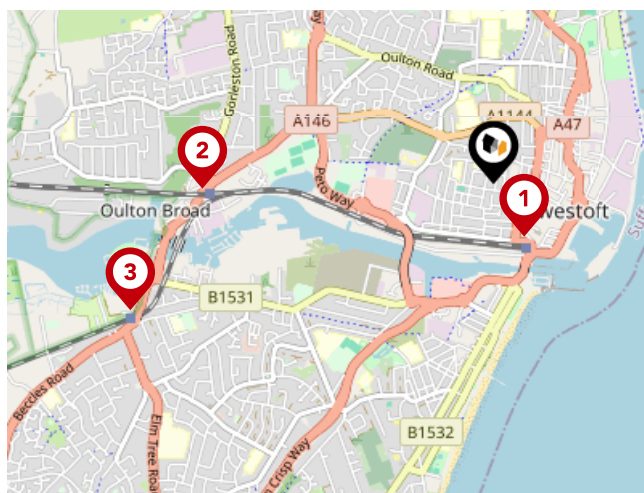 Gorleston Road
Oulton Road
A1144
A47
A146
2
Peto Way
1
Oulton Broad
westoft
3
B1531
Beccles Road
Elm Tree Road
B1532
Crisp Way